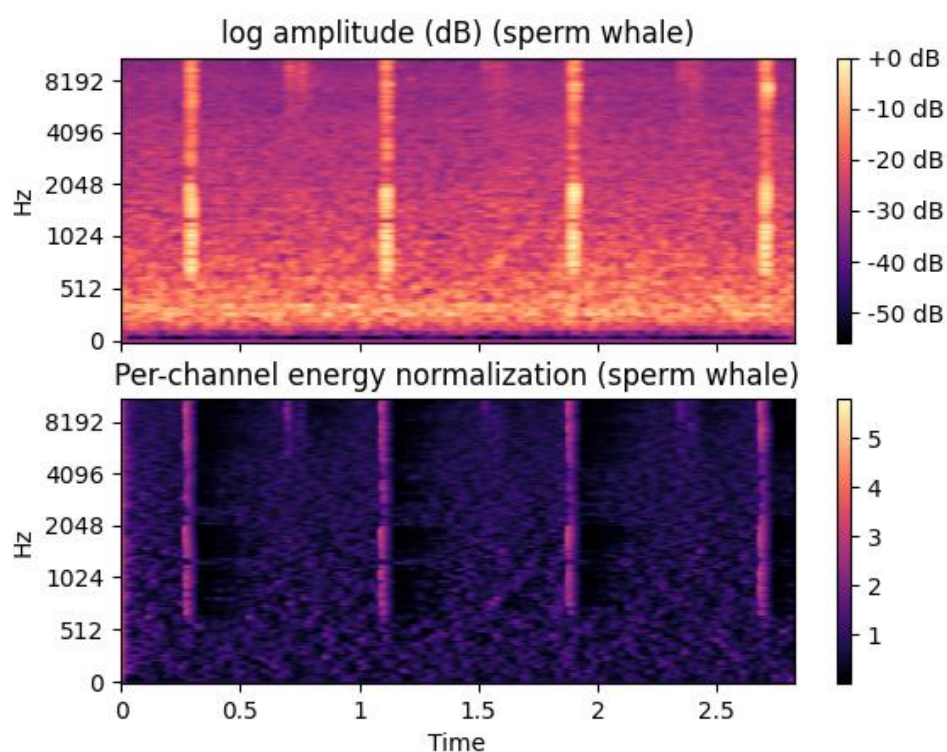 log amplitude (dB) (sperm whale)
Hz
8192
4096
2048
1024
512
0
+0 dB
-10 dB
-20 dB
-30 dB
-40 dB
-50 dB
Per-channel energy normalization (sperm whale)
Hz
8192
4096
2048
1024
512
0
5
4
3
2
1
0 0.5 1 1.5 2 2.5
Time